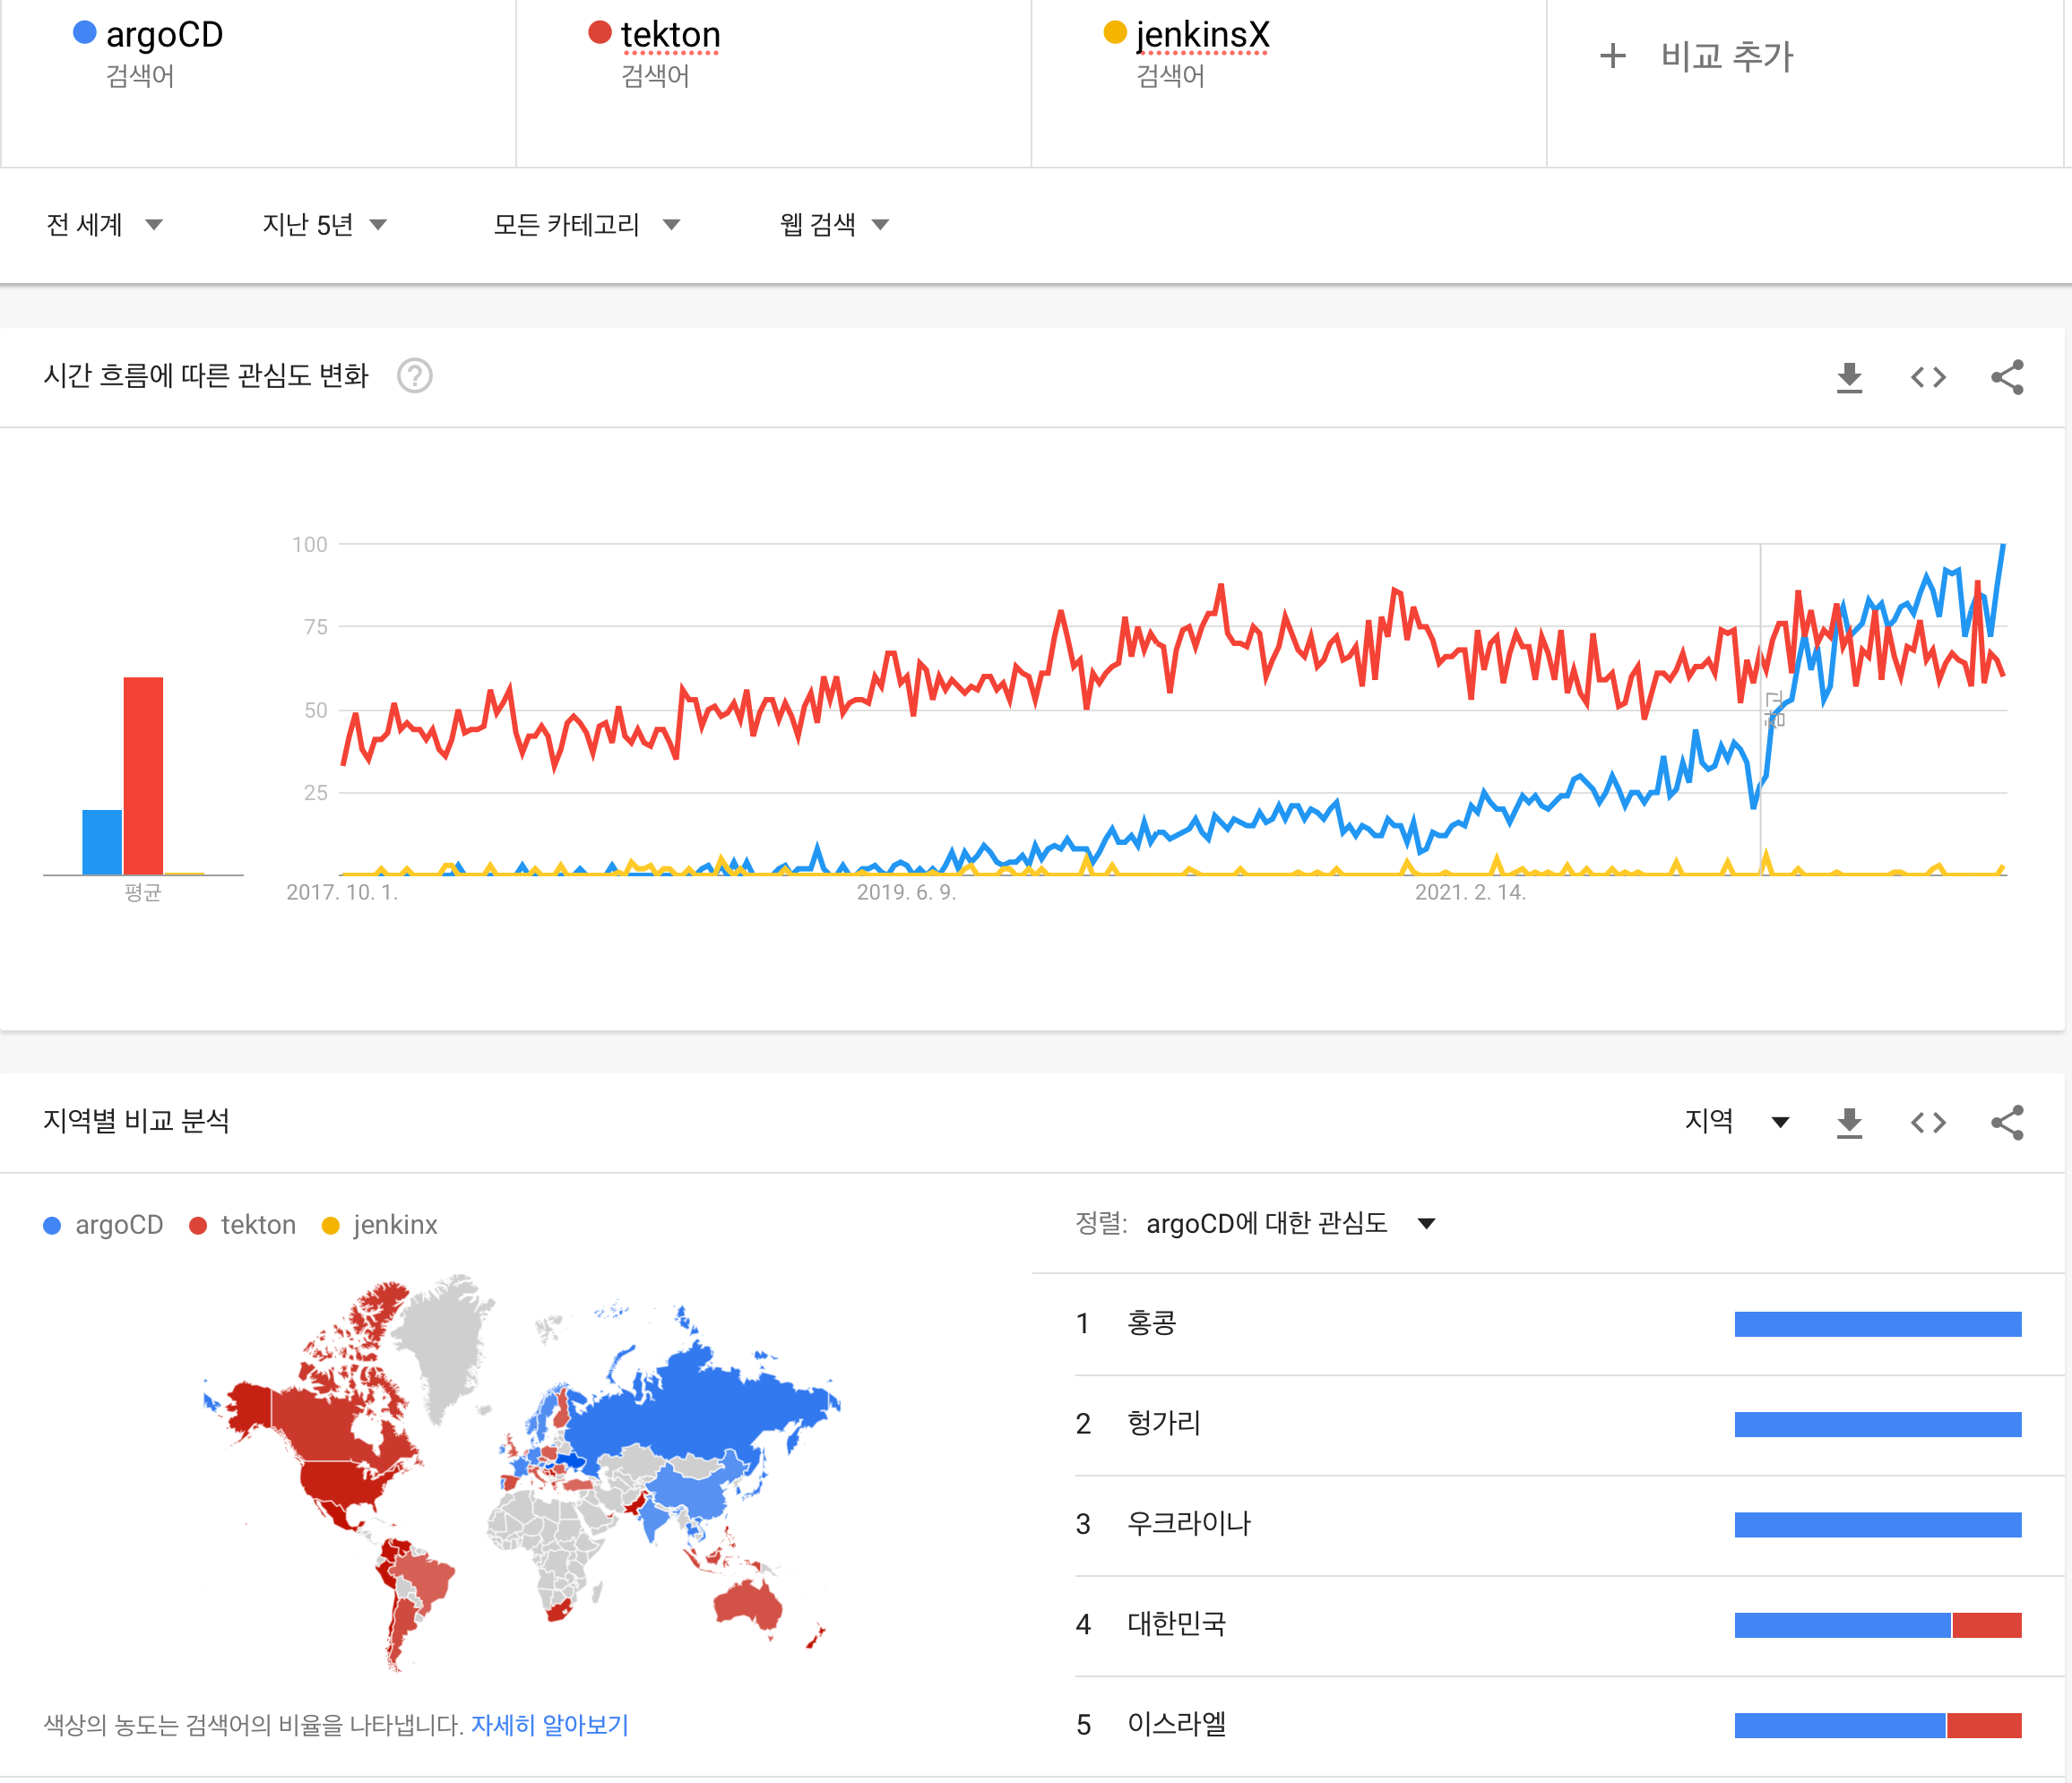 argoCD
검색어
tekton
검색어
jenkinsX
검색어
+ 비교 추가
전 세계
지난 5년
모든 카테고리
웹 검색
시간 흐름에 따른 관심도 변화
100
75
50
25
평균
2017. 10. 1.
2019. 6. 9.
2021. 2. 14.
지역별 비교 분석
지역
argoCD
tekton
jenkinx
정렬: argoCD에 대한 관심도
1 홍콩
2 헝가리
3 우크라이나
4 대한민국
5 이스라엘
색상의 농도는 검색어의 비율을 나타냅니다. 자세히 알아보기